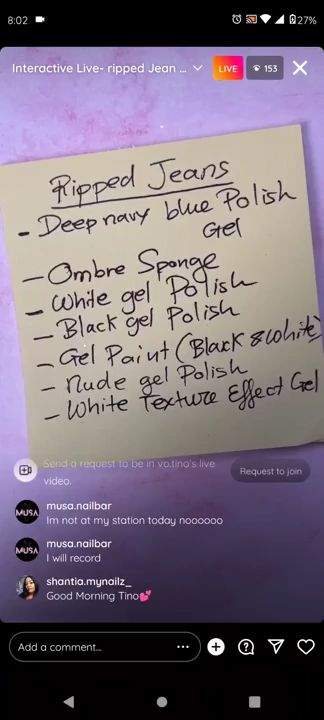 8:02
27%
Interactive Live- ripped Jean ...
LIVE
153
Ripped Jeans
- Deep navy blue Polish
Gel
- Ombre Sponge
- White gel Polish
- Black gel Polish
- Gel Paint (Black & White)
- nude gel Polish
- White Texture Effect Gel
Send a request to be in vp.tino's live
video.
Request to join
MUSA
musa.nailbar
Im not at my station today noooooo
MUSA
musa.nailbar
I will record
shantia.mynailz_
Good Morning Tino💕
Add a comment...